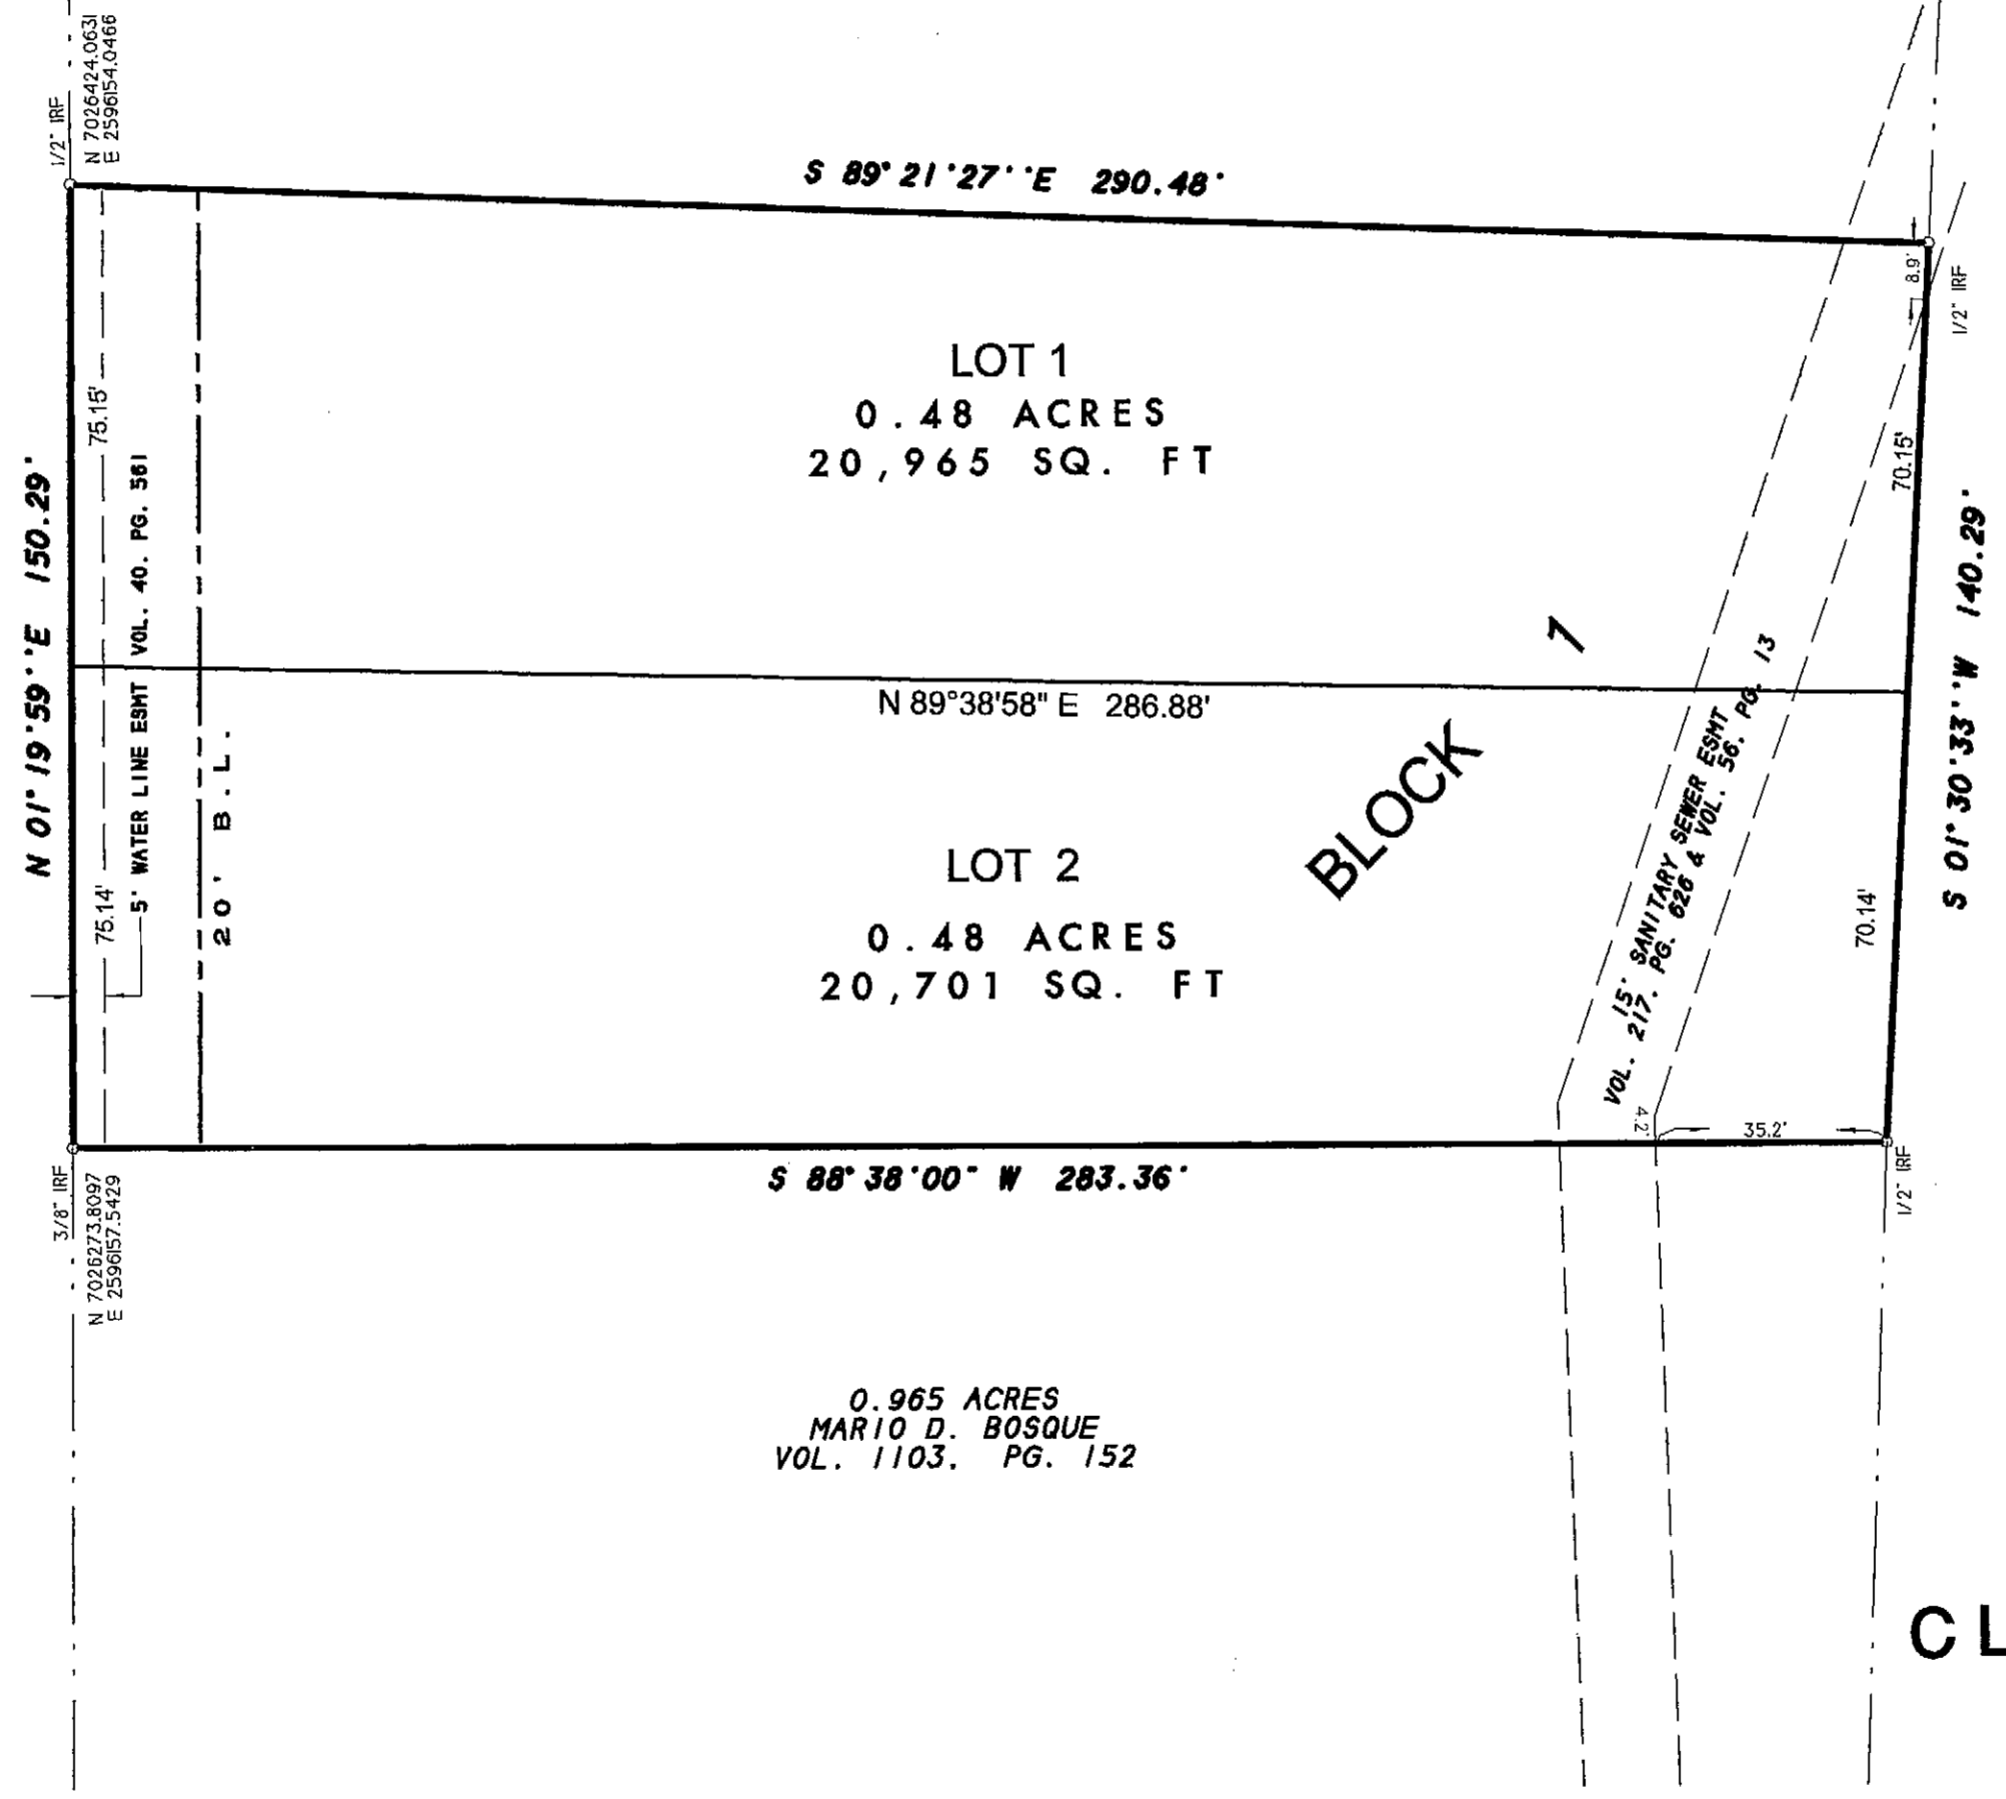 N 7026424.0631
E 2596154.0466
1/2" IRF
S 89°21'27''E 290.48'
8.9'
1/2" IRF
LOT 1
0.48 ACRES
20,965 SQ. FT
75.15'
70.15'
N 01°19'59''E 150.29'
5' WATER LINE ESMT VOL. 40. PG. 561
S 01°30'33''W 140.29'
N 89°38'58" E 286.88'
BLOCK 1
20' B.L.
LOT 2
0.48 ACRES
20,701 SQ. FT
75.14'
70.14'
15' SANITARY SEWER ESMT
VOL. 217. PG. 626 & VOL. 56. PG. 13
4.2'
35.2'
S 88°38'00" W 283.36'
3/8" IRF
N 7026273.8097
E 2596157.5429
1/2" IRF
0.965 ACRES
MARIO D. BOSQUE
VOL. 1103. PG. 152
CL